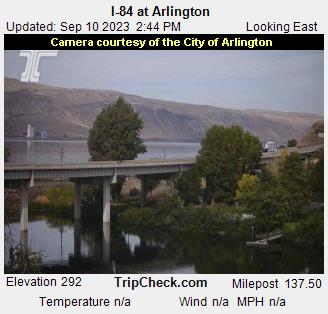 I-84 at Arlington
Updated: Sep 10 2023 2:44 PM Looking East
Camera courtesy of the City of Arlington
Elevation 292 TripCheck.com Milepost 137.50
Temperature n/a Wind n/a MPH n/a